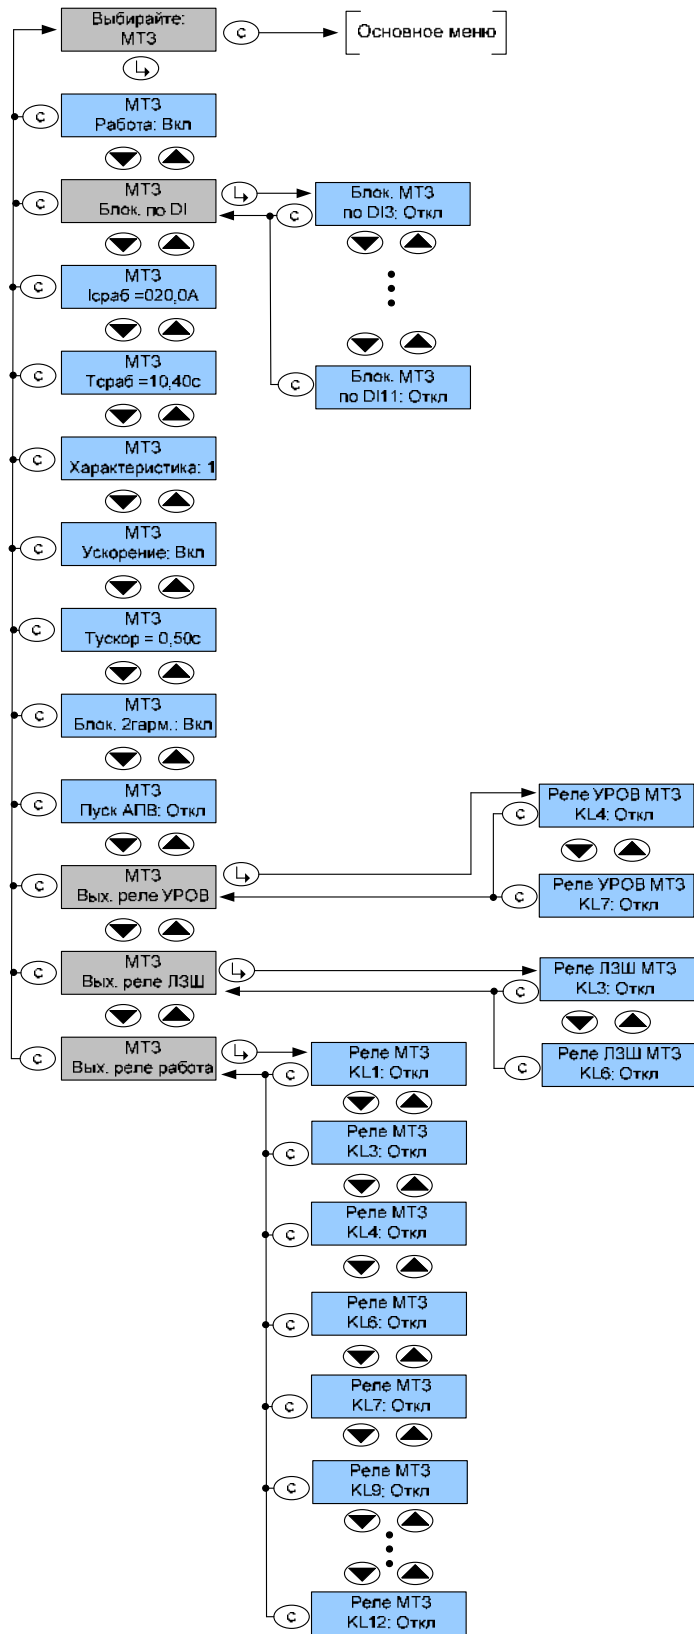 Выбирайте:
МТЗ
С
Основное меню
МТЗ
Работа: Вкл
С
МТЗ
Блок. по DI
С
Блок. МТЗ
по DI3: Откл
С
МТЗ
Iсраб =020,0А
С
МТЗ
Тсраб =10,40с
С
Блок. МТЗ
по DI11: Откл
С
МТЗ
Характеристика: 1
С
МТЗ
Ускорение: Вкл
С
МТЗ
Тускор = 0,50с
С
МТЗ
Блок. 2гарм.: Вкл
С
МТЗ
Пуск АПВ: Откл
С
Реле УРОВ МТЗ
KL4: Откл
С
МТЗ
Вых. реле УРОВ
С
Реле УРОВ МТЗ
KL7: Откл
С
МТЗ
Вых. реле ЛЗШ
С
Реле ЛЗШ МТЗ
KL3: Откл
С
МТЗ
Вых. реле работа
С
Реле ЛЗШ МТЗ
KL6: Откл
С
Реле МТЗ
KL1: Откл
С
Реле МТЗ
KL3: Откл
С
Реле МТЗ
KL4: Откл
С
Реле МТЗ
KL6: Откл
С
Реле МТЗ
KL7: Откл
С
Реле МТЗ
KL9: Откл
С
Реле МТЗ
KL12: Откл
С